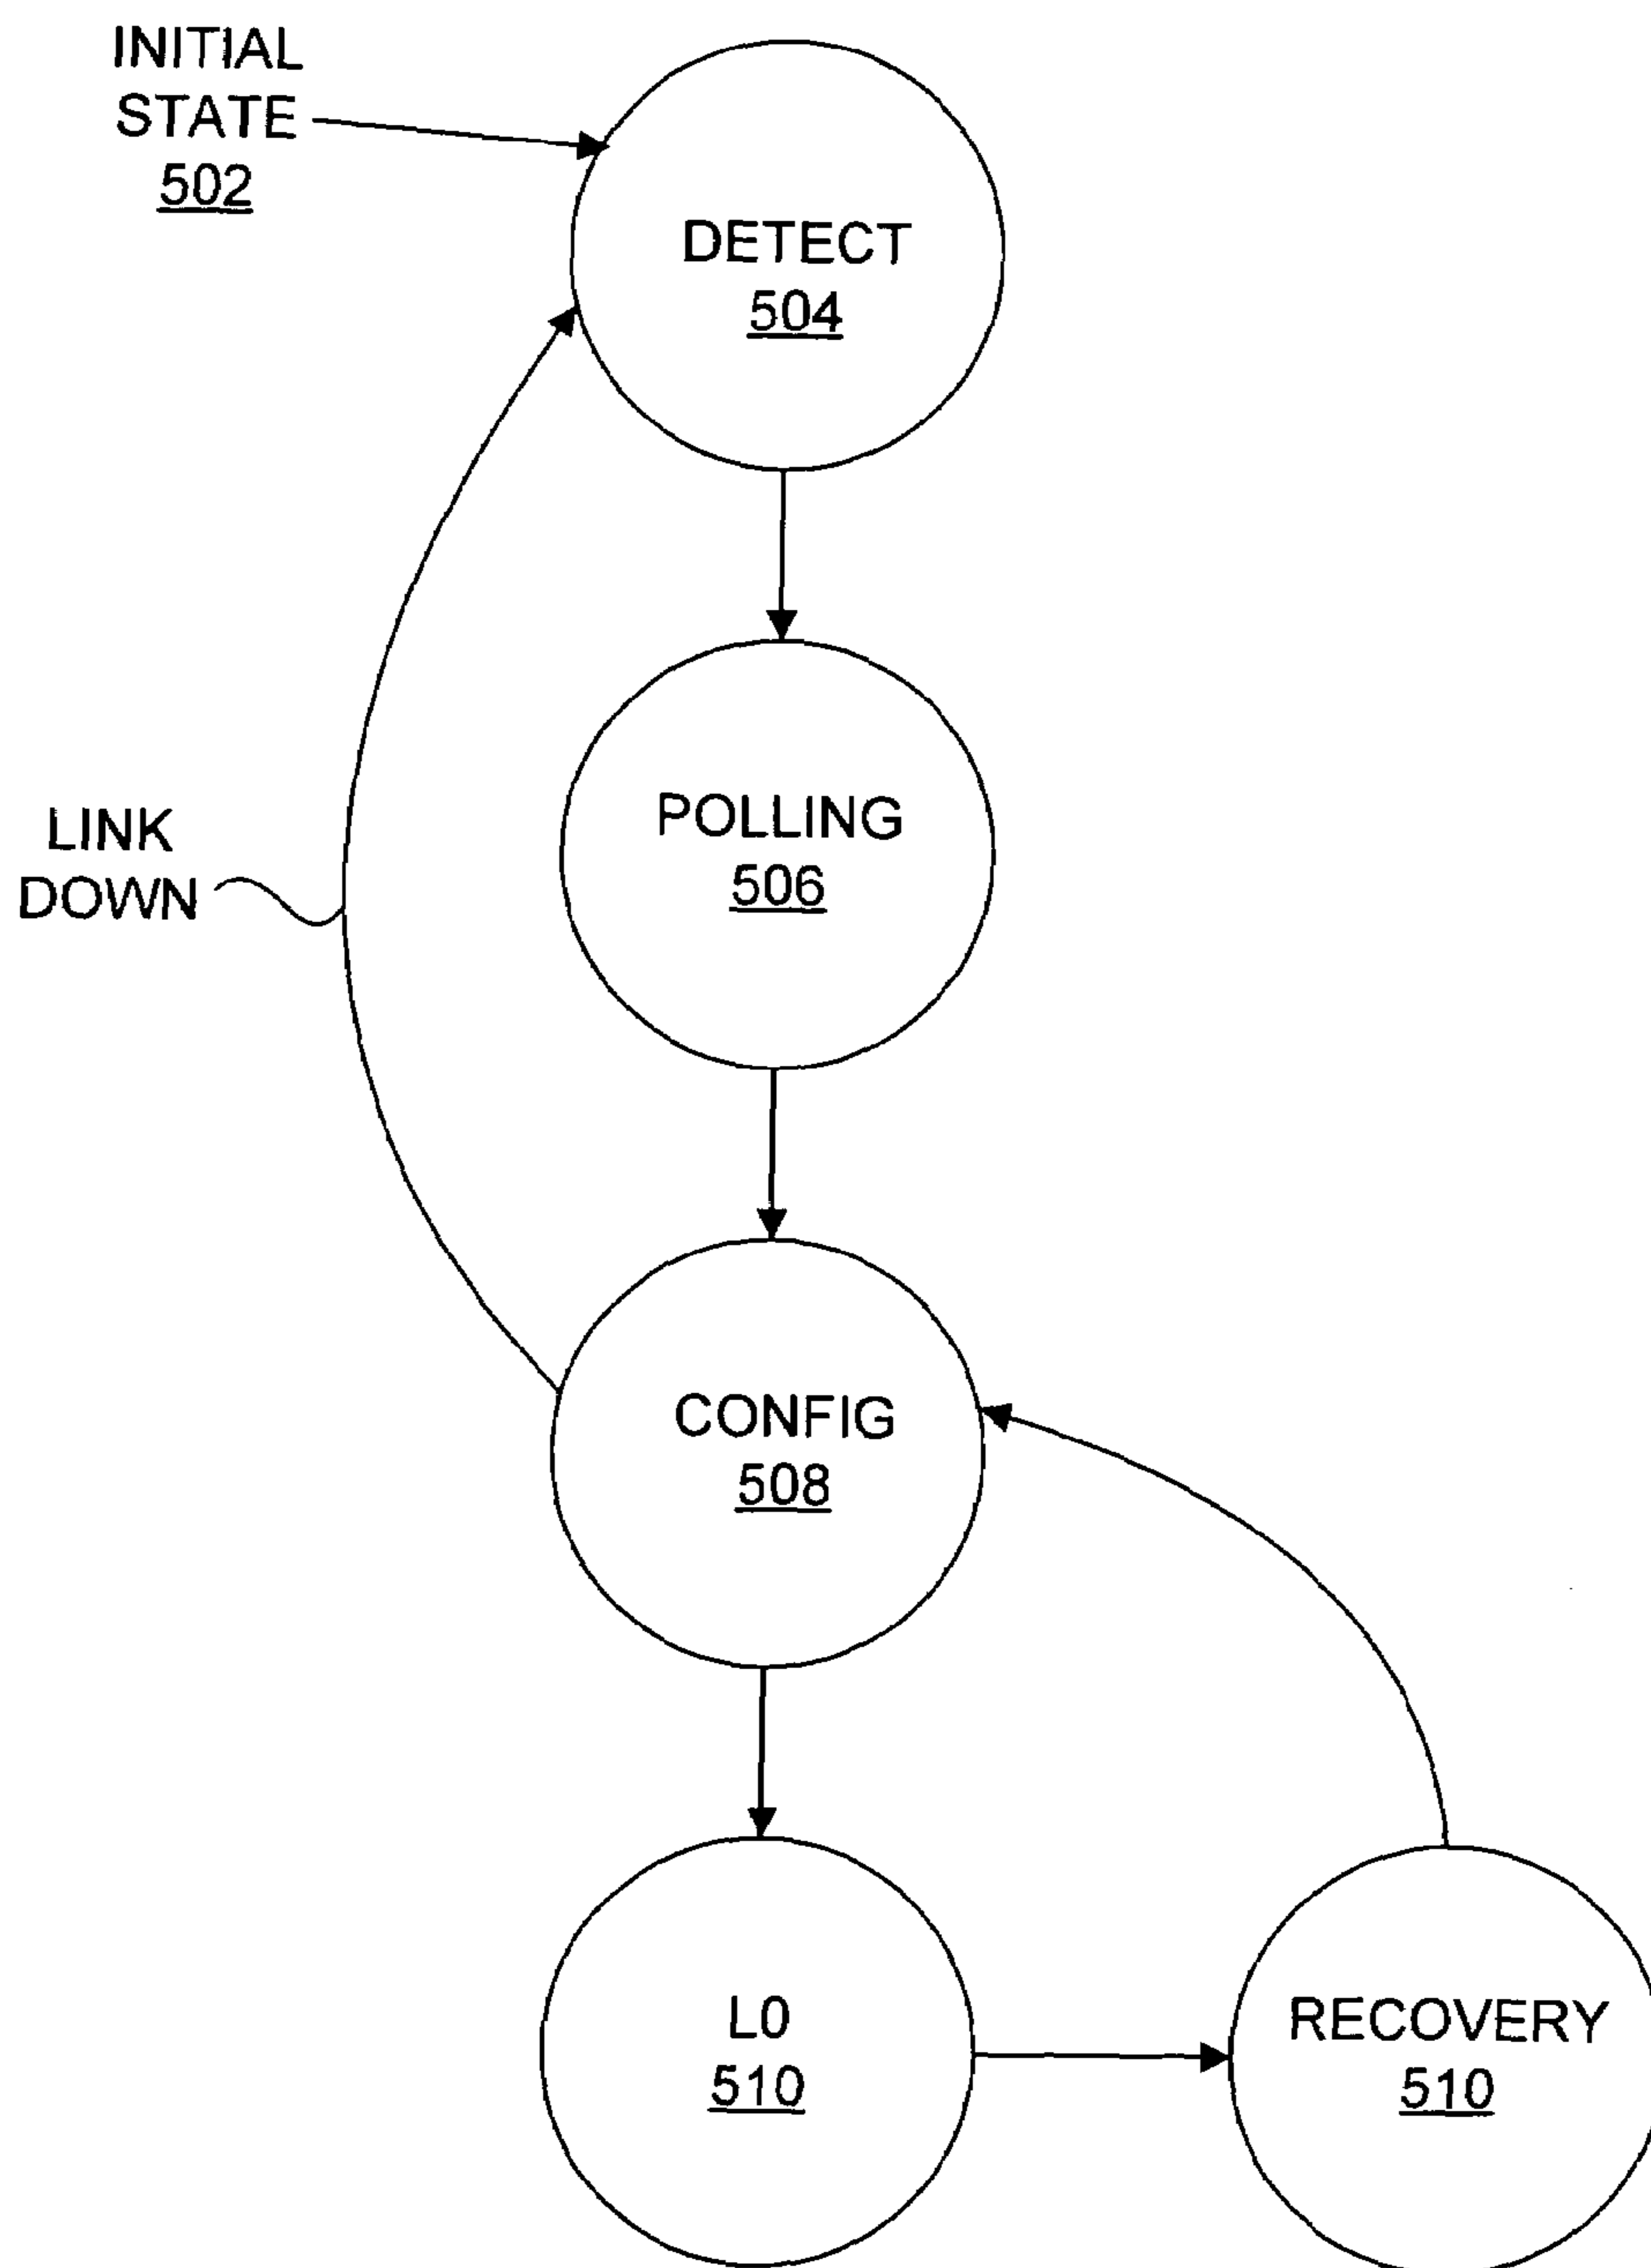 INITIAL
STATE
502
DETECT
504
POLLING
506
LINK
DOWN
CONFIG
508
L0
510
RECOVERY
510